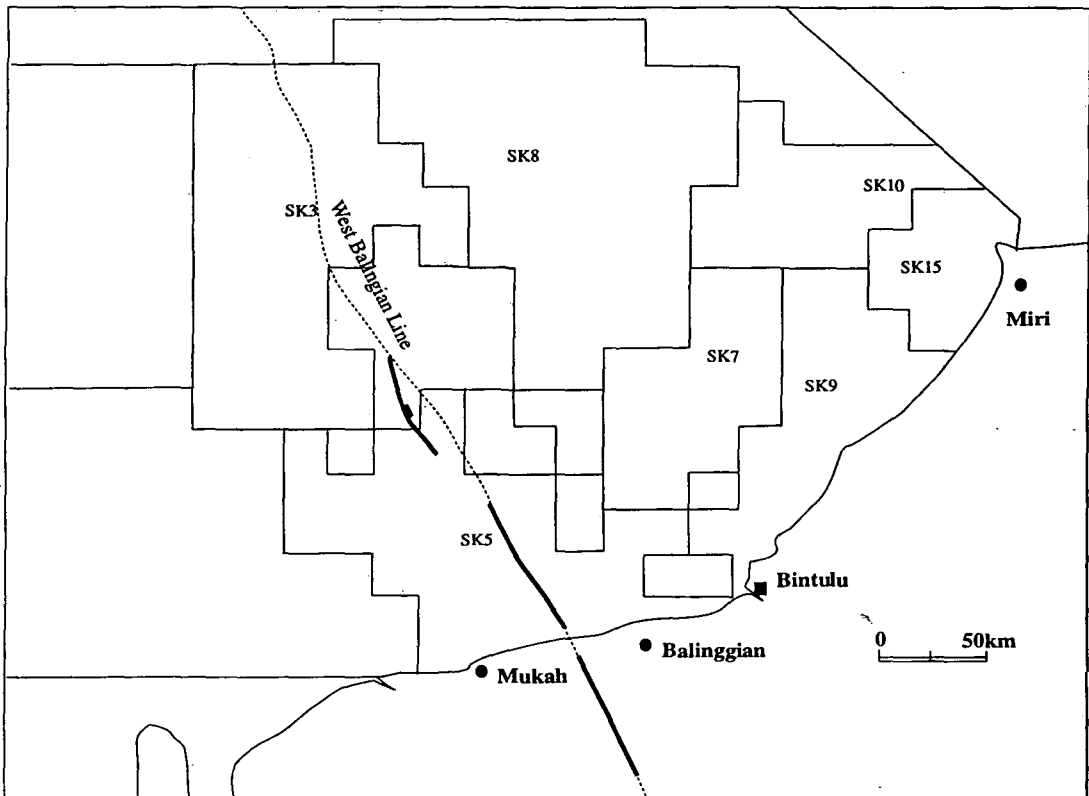 SK8
SK10
SK3
West Balingian Line
SK15
Miri
SK7
SK9
SK5
Bintulu
0 50km
Balinggian
Mukah